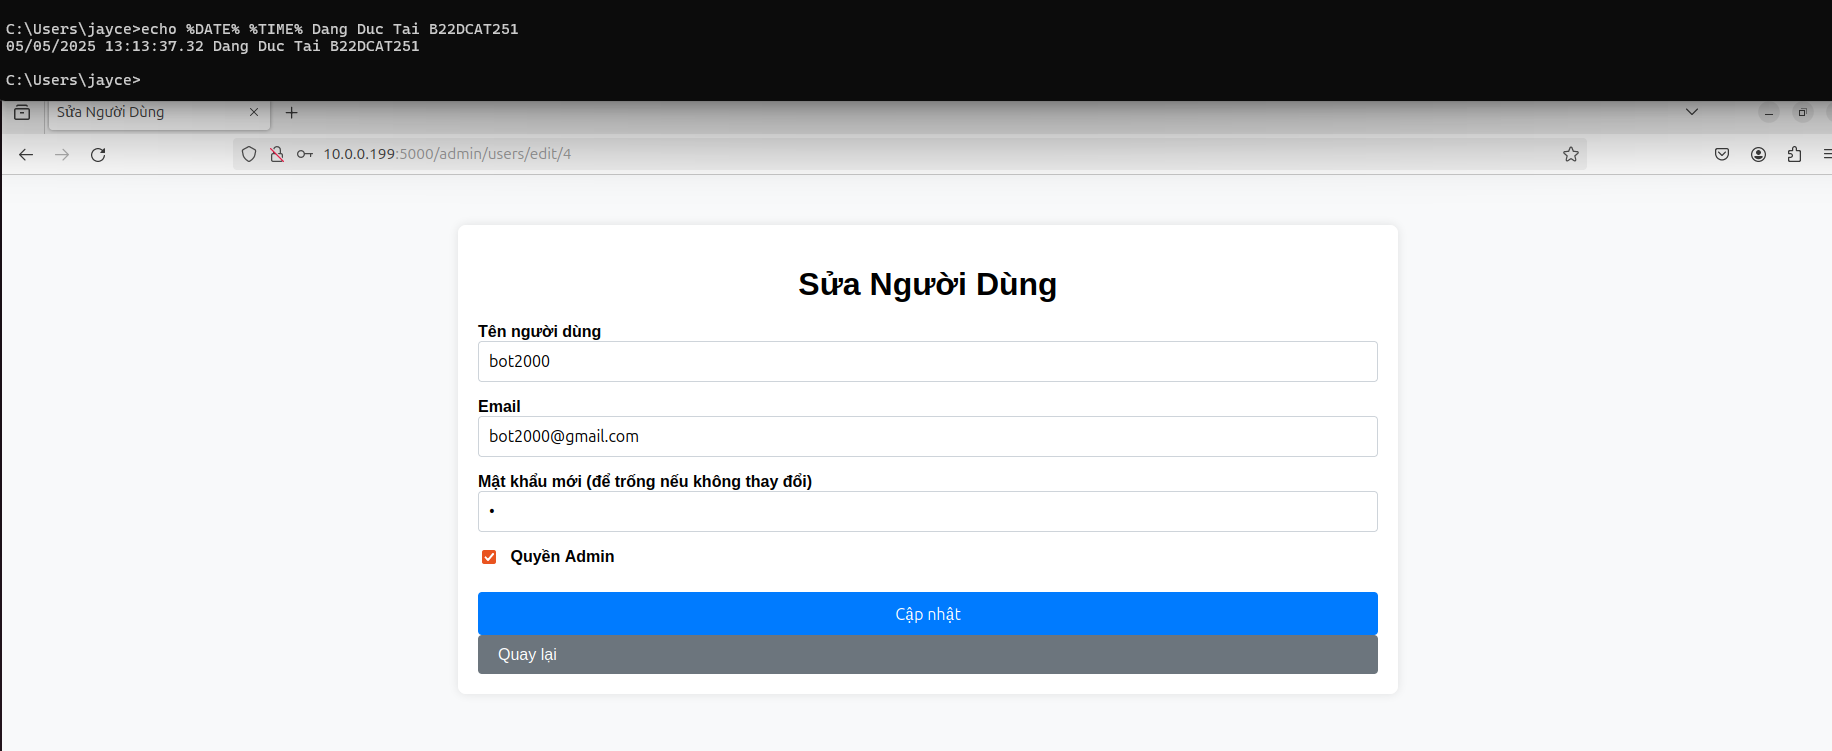 C:\Users\jayce>echo %DATE% %TIME% Dang Duc Tai B22DCAT251
05/05/2025 13:13:37.32 Dang Duc Tai B22DCAT251
C:\Users\jayce>
Sửa Người Dùng
10.0.0.199:5000/admin/users/edit/4
Sửa Người Dùng
Tên người dùng
bot2000
Email
bot2000@gmail.com
Mật khẩu mới (để trống nếu không thay đổi)
•
Quyền Admin
Cập nhật
Quay lại